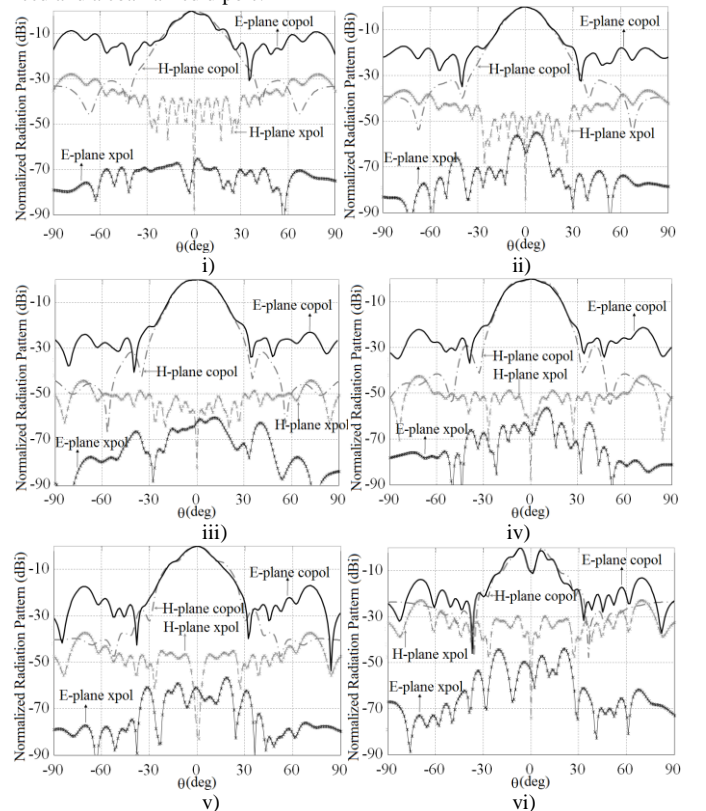 E-plane copol
E-plane copol
H-plane copol
H-plane copol
H-plane xpol
H-plane xpol
E-plane xpol
E-plane xpol
Normalized Radiation Pattern (dBi)
-10
-30
-50
-70
-90
-90 -60 -30 0 30 60 90
θ(deg)
i)
Normalized Radiation Pattern (dBi)
-10
-30
-50
-70
-90
-90 -60 -30 0 30 60 90
θ(deg)
ii)
Normalized Radiation Pattern (dBi)
-10
-30
-50
-70
-90
E-plane copol
H-plane copol
H-plane xpol
E-plane xpol
-90 -60 -30 0 30 60 90
θ(deg)
iii)
Normalized Radiation Pattern (dBi)
-10
-30
-50
-70
-90
E-plane copol
H-plane copol
H-plane xpol
E-plane xpol
-90 -60 -30 0 30 60 90
θ(deg)
iv)
Normalized Radiation Pattern (dBi)
-10
-30
-50
-70
-90
E-plane copol
H-plane copol
H-plane xpol
E-plane xpol
-90 -60 -30 0 30 60 90
θ(deg)
v)
Normalized Radiation Pattern (dBi)
-10
-30
-50
-70
-90
E-plane copol
H-plane copol
H-plane xpol
E-plane xpol
-90 -60 -30 0 30 60 90
θ(deg)
vi)